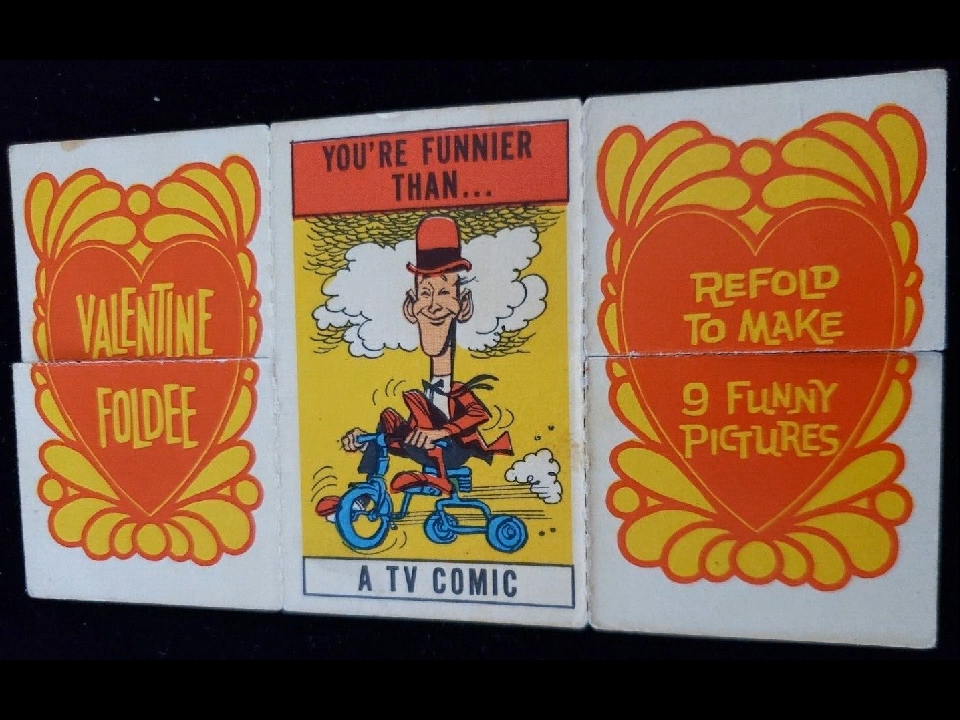 VALENTINE
FOLDEE
YOU'RE FUNNIER
THAN...
A TV COMIC
REFOLD
TO MAKE
9 FUNNY
PICTURES